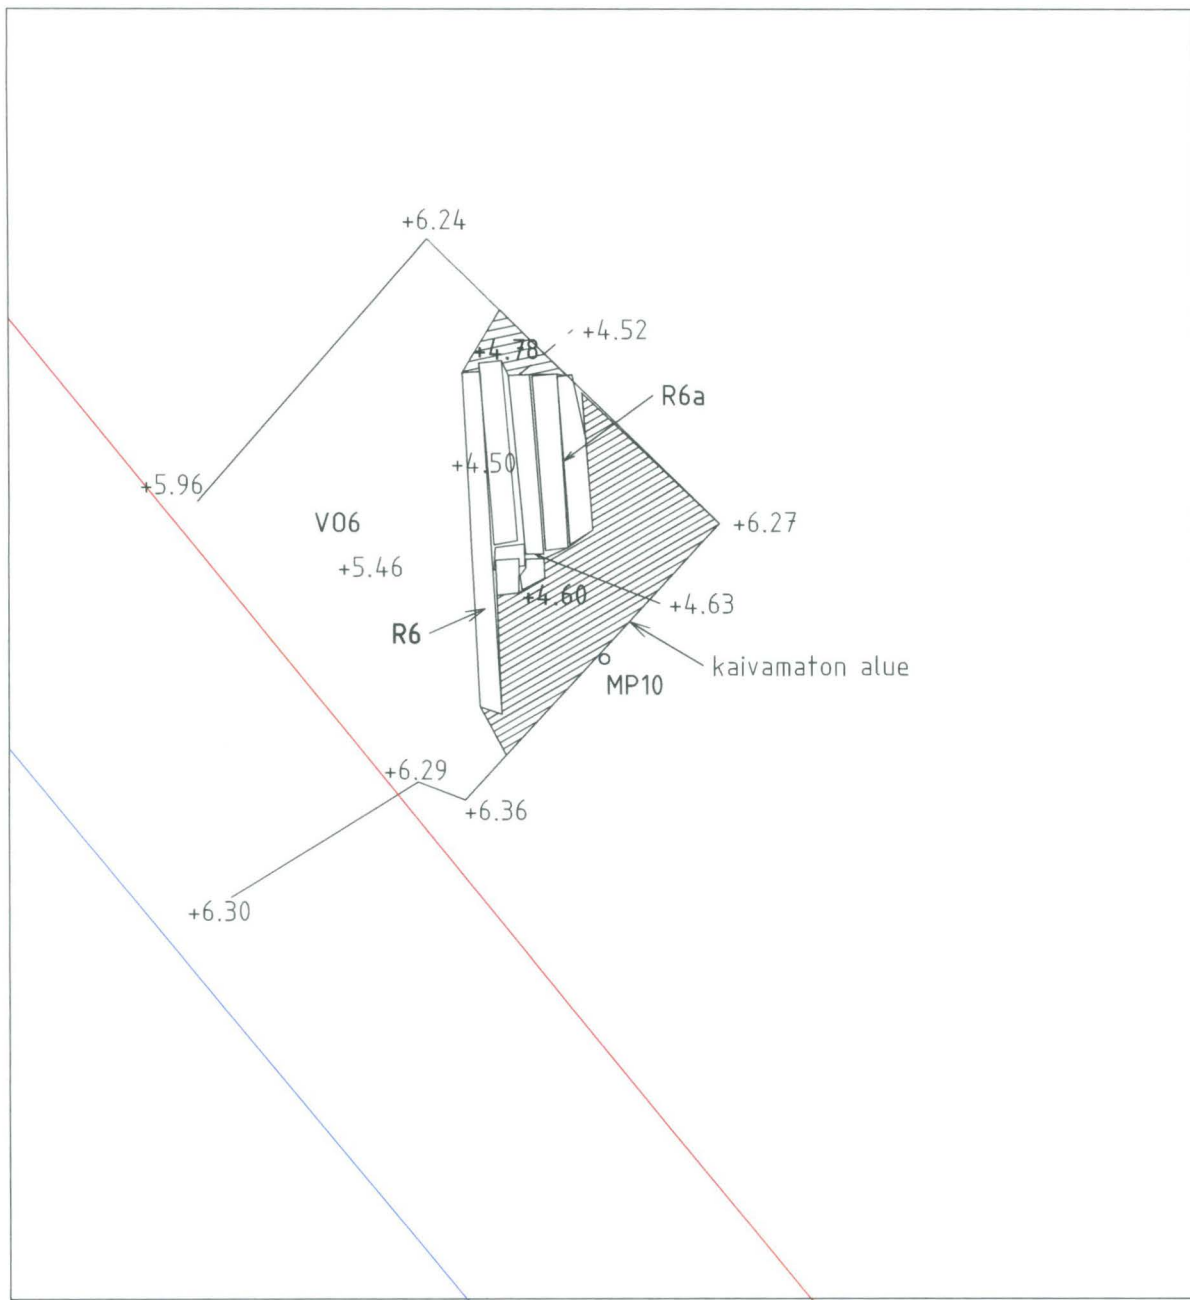 +6.24
+4.52
+4.78
R6a
+4.50
+5.96
V06
+6.27
+5.46
+4.60
+4.63
R6
kaivamaton alue
MP10
+6.29
+6.36
+6.30